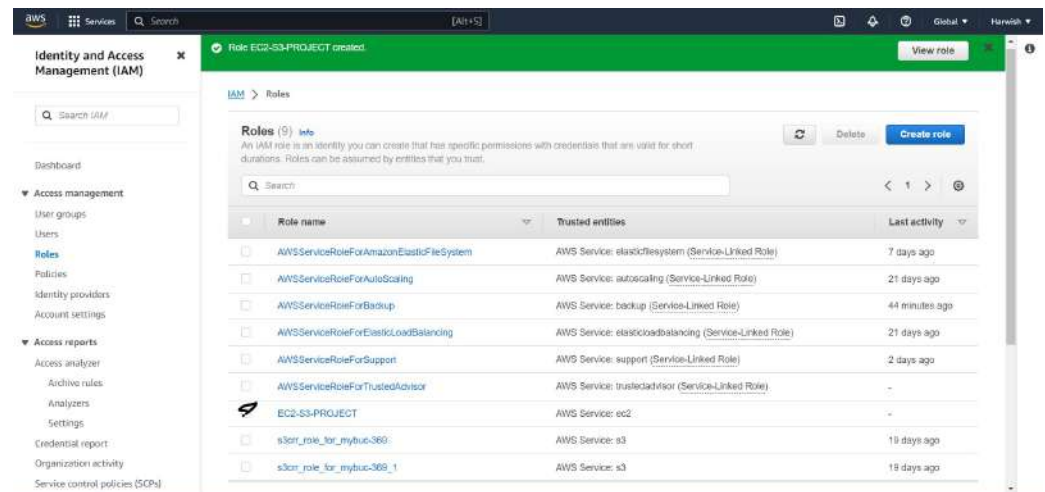 aws Services Search [Alt+S] Global Harwish
Identity and Access Management (IAM)
Search IAM
Dashboard
Access management
User groups
Users
Roles
Policies
Identity providers
Account settings
Access reports
Access analyzer
Archive rules
Analyzers
Settings
Credential report
Organization activity
Service control policies (SCPs)
Role EC2-S3-PROJECT created. View role
IAM > Roles
Roles (9) Info
An IAM role is an identity you can create that has specific permissions with credentials that are valid for short
durations. Roles can be assumed by entities that you trust.
Delete Create role
Search
1
Role name Trusted entities Last activity
AWSServiceRoleForAmazonElasticFileSystem AWS Service: elasticfilesystem (Service-Linked Role) 7 days ago
AWSServiceRoleForAutoScaling AWS Service: autoscaling (Service-Linked Role) 21 days ago
AWSServiceRoleForBackup AWS Service: backup (Service-Linked Role) 44 minutes ago
AWSServiceRoleForElasticLoadBalancing AWS Service: elasticloadbalancing (Service-Linked Role) 21 days ago
AWSServiceRoleForSupport AWS Service: support (Service-Linked Role) 2 days ago
AWSServiceRoleForTrustedAdvisor AWS Service: trustedadvisor (Service-Linked Role) -
EC2-S3-PROJECT AWS Service: ec2 -
s3crr_role_for_mybuc-369 AWS Service: s3 19 days ago
s3crr_role_for_mybuc-369_1 AWS Service: s3 19 days ago